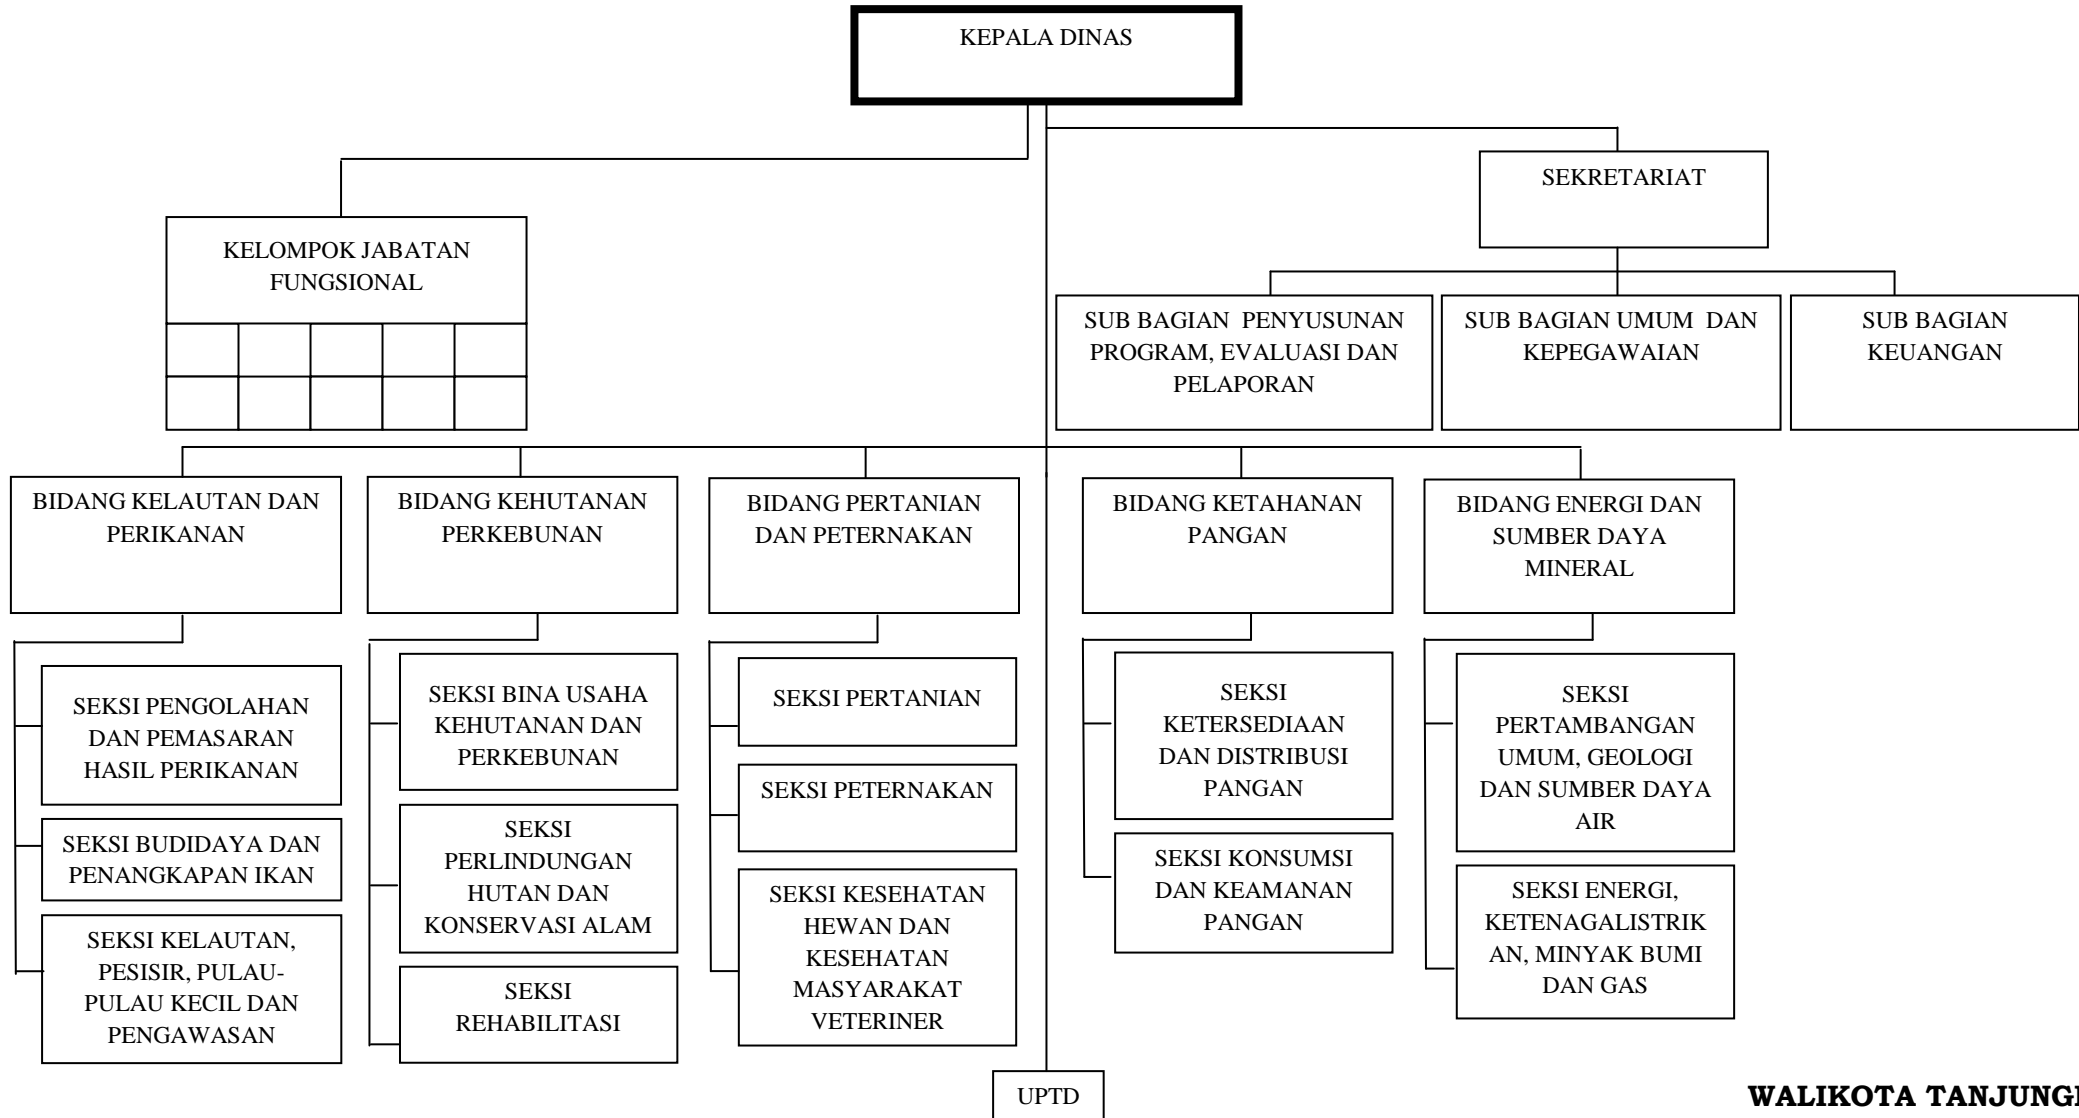 KEPALA DINAS
SEKRETARIAT
KELOMPOK JABATAN
FUNGSIONAL
SUB BAGIAN PENYUSUNAN
PROGRAM, EVALUASI DAN
PELAPORAN
SUB BAGIAN UMUM DAN
KEPEGAWAIAN
SUB BAGIAN
KEUANGAN
BIDANG KELAUTAN DAN
PERIKANAN
BIDANG KEHUTANAN
PERKEBUNAN
BIDANG PERTANIAN
DAN PETERNAKAN
BIDANG KETAHANAN
PANGAN
BIDANG ENERGI DAN
SUMBER DAYA
MINERAL
SEKSI PENGOLAHAN
DAN PEMASARAN
HASIL PERIKANAN
SEKSI BUDIDAYA DAN
PENANGKAPAN IKAN
SEKSI KELAUTAN,
PESISIR, PULAU-
PULAU KECIL DAN
PENGAWASAN
SEKSI BINA USAHA
KEHUTANAN DAN
PERKEBUNAN
SEKSI
PERLINDUNGAN
HUTAN DAN
KONSERVASI ALAM
SEKSI
REHABILITASI
SEKSI PERTANIAN
SEKSI PETERNAKAN
SEKSI KESEHATAN
HEWAN DAN
KESEHATAN
MASYARAKAT
VETERINER
SEKSI
KETERSEDIAAN
DAN DISTRIBUSI
PANGAN
SEKSI KONSUMSI
DAN KEAMANAN
PANGAN
SEKSI
PERTAMBANGAN
UMUM, GEOLOGI
DAN SUMBER DAYA
AIR
SEKSI ENERGI,
KETENAGALISTRIK
AN, MINYAK BUMI
DAN GAS
UPTD
WALIKOTA